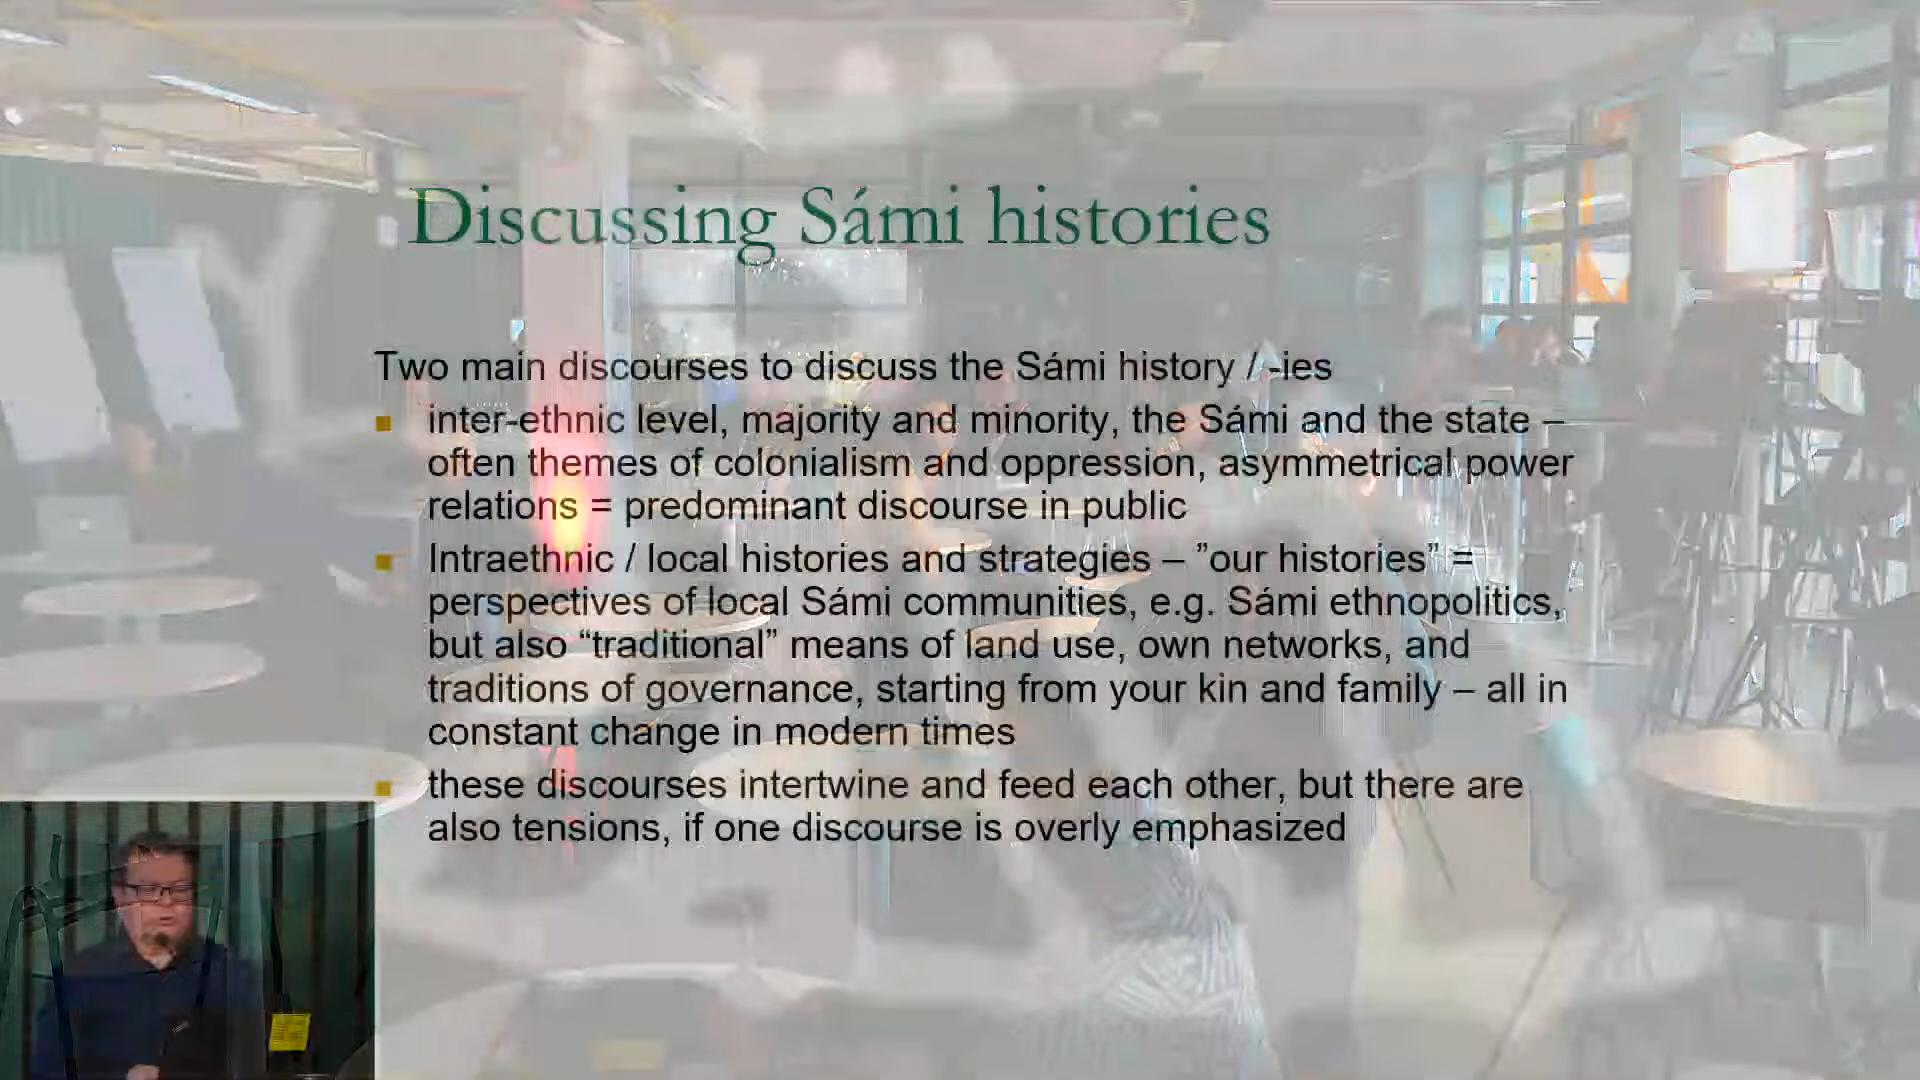 Discussing Sámi histories
Two main discourses to discuss the Sámi history / -ies
inter-ethnic level, majority and minority, the Sámi and the state –
often themes of colonialism and oppression, asymmetrical power
relations = predominant discourse in public
Intraethnic / local histories and strategies – ”our histories” =
perspectives of local Sámi communities, e.g. Sámi ethnopolitics,
but also “traditional” means of land use, own networks, and
traditions of governance, starting from your kin and family – all in
constant change in modern times
these discourses intertwine and feed each other, but there are
also tensions, if one discourse is overly emphasized